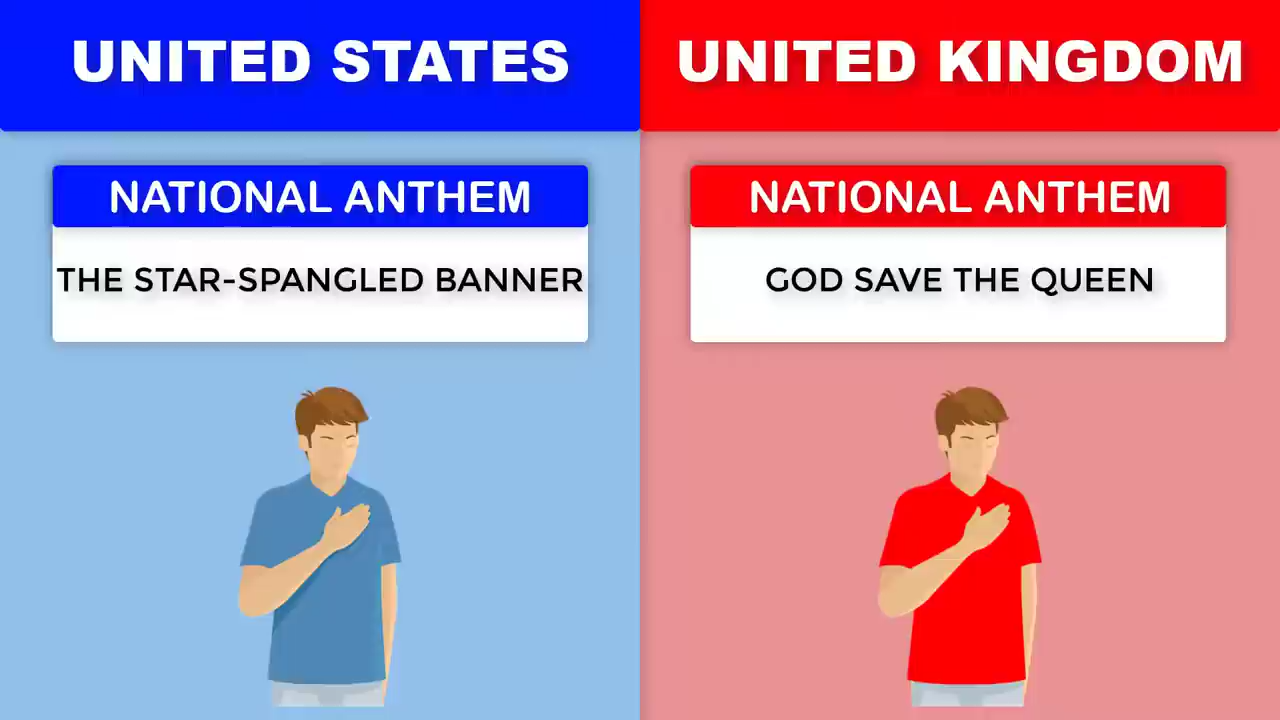 UNITED STATES
NATIONAL ANTHEM
THE STAR-SPANGLED BANNER
UNITED KINGDOM
NATIONAL ANTHEM
GOD SAVE THE QUEEN